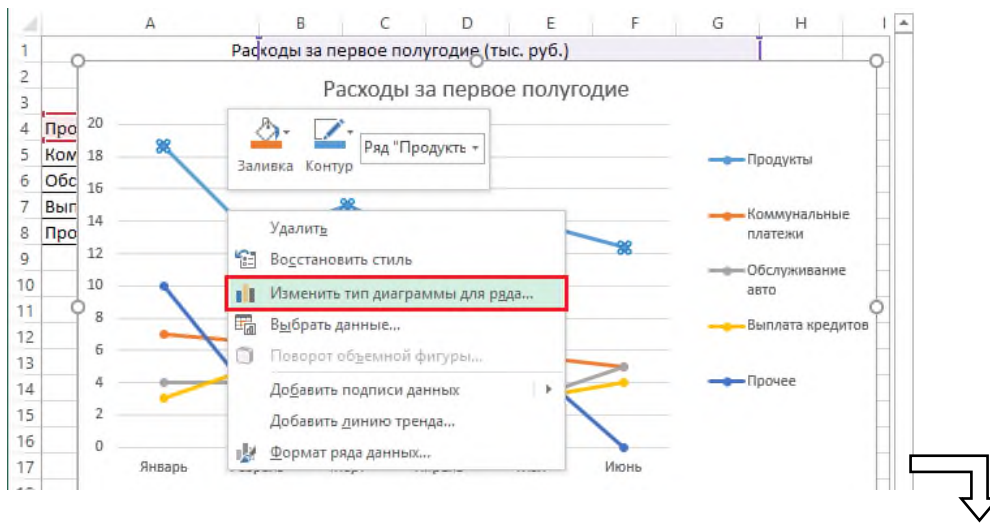 A B C D E F G H I
1 Расходы за первое полугодие (тыс. руб.)
2
Расходы за первое полугодие
3
4 Про
5 Ком
6 Обс
7 Вып
8 Про
9
10
11
12
13
14
15
16
17
20
18
16
14
12
10
8
6
4
2
0
Заливка Контур Ряд "Продукть
Удалить
Восстановить стиль
Изменить тип диаграммы для ряда...
Выбрать данные...
Поворот объемной фигуры...
Добавить подписи данных
Добавить линию тренда...
Формат ряда данных...
Продукты
Коммунальные
платежи
Обслуживание
авто
Выплата кредитов
Прочее
Январь Июнь